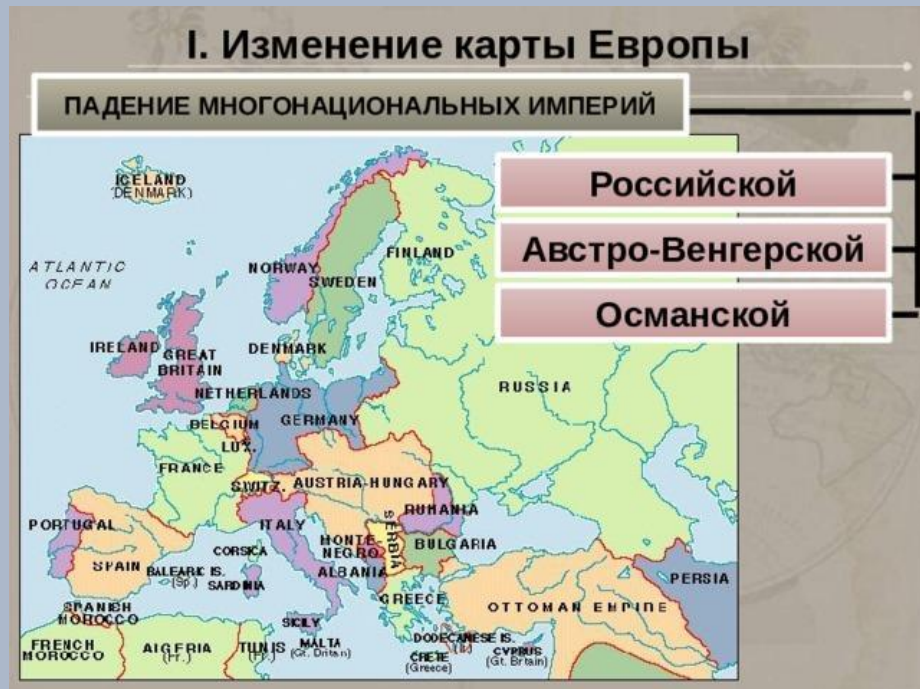 I. Изменение карты Европы
ПАДЕНИЕ МНОГОНАЦИОНАЛЬНЫХ ИМПЕРИЙ
Российской
Австро-Венгерской
Османской
ICELAND
(DENMARK)
ATLANTIC
OCEAN
NORWAY
SWEDEN
FINLAND
IRELAND
GREAT
BRITAIN
DENMARK
RUSSIA
NETHERLANDS
BELGIUM
GERMANY
LUX.
FRANCE
SWITZ.
AUSTRIA-HUNGARY
RUMANIA
PORTUGAL
SPAIN
ITALY
CORSICA
MONTE-
NEGRO
SERBIA
BULGARIA
BALEARIC IS.
(Sp.)
SARDINIA
ALBANIA
PERSIA
GREECE
OTTOMAN EMPIRE
SPANISH
MOROCCO
SICILY
FRENCH
MOROCCO
ALGERIA
(Fr.)
TUNIS
(Fr.)
MALTA
(Gt. Britan)
DODECANESE IS.
(It.)
CRETE
(Greece)
CYPRUS
(Gt. Britain)